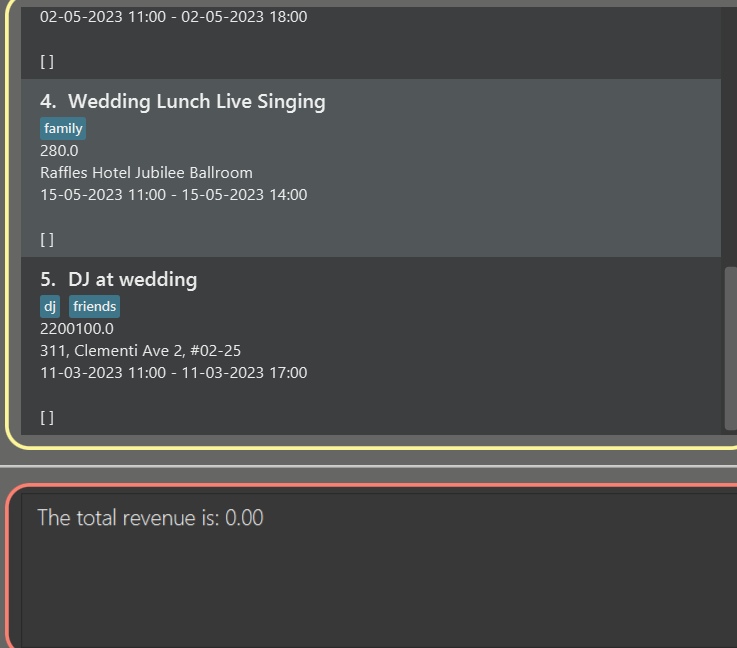 02-05-2023 11:00 - 02-05-2023 18:00
[ ]
4. Wedding Lunch Live Singing
family
280.0
Raffles Hotel Jubilee Ballroom
15-05-2023 11:00 - 15-05-2023 14:00
[ ]
5. DJ at wedding
dj friends
2200100.0
311, Clementi Ave 2, #02-25
11-03-2023 11:00 - 11-03-2023 17:00
[ ]
The total revenue is: 0.00